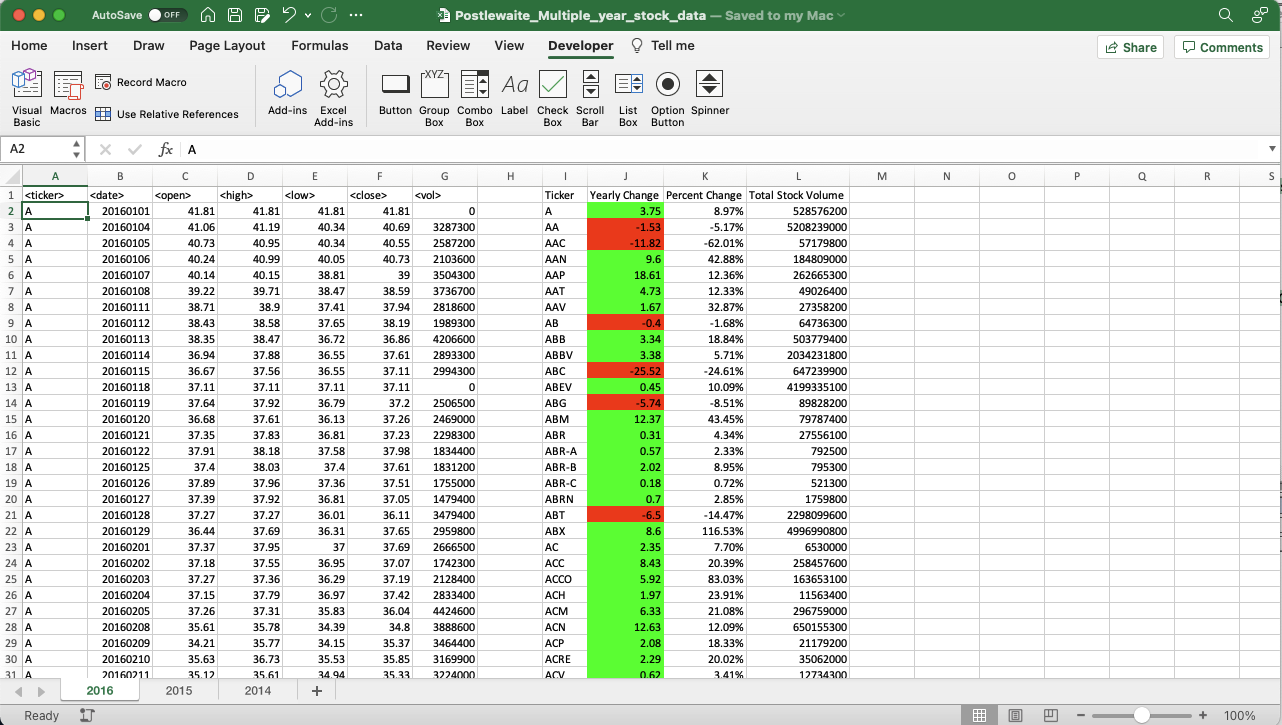 AutoSave OFF Postlewaite_Multiple_year_stock_data — Saved to my Mac
Home Insert Draw Page Layout Formulas Data Review View Developer Tell me Share Comments
Visual Basic Macros Record Macro Use Relative References Add-ins Excel Add-ins Button Group Box Combo Box Label Check Box Scroll Bar List Box Option Button Spinner
XYZ Aa
A2 fx A
A B C D E F G H I J K L M N O P Q R S
1 <ticker> <date> <open> <high> <low> <close> <vol> Ticker Yearly Change Percent Change Total Stock Volume
2 A 20160101 41.81 41.81 41.81 41.81 0 A 3.75 8.97% 528576200
3 A 20160104 41.06 41.19 40.34 40.69 3287300 AA -1.53 -5.17% 5208239000
4 A 20160105 40.73 40.95 40.34 40.55 2587200 AAC -11.82 -62.01% 57179800
5 A 20160106 40.24 40.99 40.05 40.73 2103600 AAN 9.6 42.88% 184809000
6 A 20160107 40.14 40.15 38.81 39 3504300 AAP 18.61 12.36% 262665300
7 A 20160108 39.22 39.71 38.47 38.59 3736700 AAT 4.73 12.33% 49026400
8 A 20160111 38.71 38.9 37.41 37.94 2818600 AAV 1.67 32.87% 27358200
9 A 20160112 38.43 38.58 37.65 38.19 1989300 AB -0.4 -1.68% 64736300
10 A 20160113 38.35 38.47 36.72 36.86 4206600 ABB 3.34 18.84% 503779400
11 A 20160114 36.94 37.88 36.55 37.61 2893300 ABBV 3.38 5.71% 2034231800
12 A 20160115 36.67 37.56 36.55 37.11 2994300 ABC -25.52 -24.61% 647239900
13 A 20160118 37.11 37.11 37.11 37.11 0 ABEV 0.45 10.09% 4199335100
14 A 20160119 37.64 37.92 36.79 37.2 2506500 ABG -5.74 -8.51% 89828200
15 A 20160120 36.68 37.61 36.13 37.26 2469000 ABM 12.37 43.45% 79787400
16 A 20160121 37.35 37.83 36.81 37.23 2298300 ABR 0.31 4.34% 27556100
17 A 20160122 37.91 38.18 37.58 37.98 1834400 ABR-A 0.57 2.33% 792500
18 A 20160125 37.4 38.03 37.4 37.61 1831200 ABR-B 2.02 8.95% 795300
19 A 20160126 37.89 37.96 37.36 37.51 1755000 ABR-C 0.18 0.72% 521300
20 A 20160127 37.39 37.92 36.81 37.05 1479400 ABRN 0.7 2.85% 1759800
21 A 20160128 37.27 37.27 36.01 36.11 3479400 ABT -6.5 -14.47% 2298099600
22 A 20160129 36.44 37.69 36.31 37.65 2959800 ABX 8.6 116.53% 4996990800
23 A 20160201 37.37 37.95 37 37.69 2666500 AC 2.35 7.70% 6530000
24 A 20160202 37.18 37.55 36.95 37.07 1742300 ACC 8.43 20.39% 258457600
25 A 20160203 37.27 37.36 36.29 37.19 2128400 ACCO 5.92 83.03% 163653100
26 A 20160204 37.15 37.79 36.97 37.42 2833400 ACH 1.97 23.91% 11563400
27 A 20160205 37.26 37.31 35.83 36.04 4424600 ACM 6.33 21.08% 296759000
28 A 20160208 35.61 35.78 34.39 34.8 3888600 ACN 12.63 12.09% 650155300
29 A 20160209 34.21 35.77 34.15 35.37 3464400 ACP 2.08 18.33% 21179200
30 A 20160210 35.63 36.73 35.53 35.85 3169900 ACRE 2.29 20.02% 35062000
31 A 20160211 35.12 35.61 34.94 35.33 3224000 ACV 0.62 3.41% 12734300
2016 2015 2014
Ready 100%